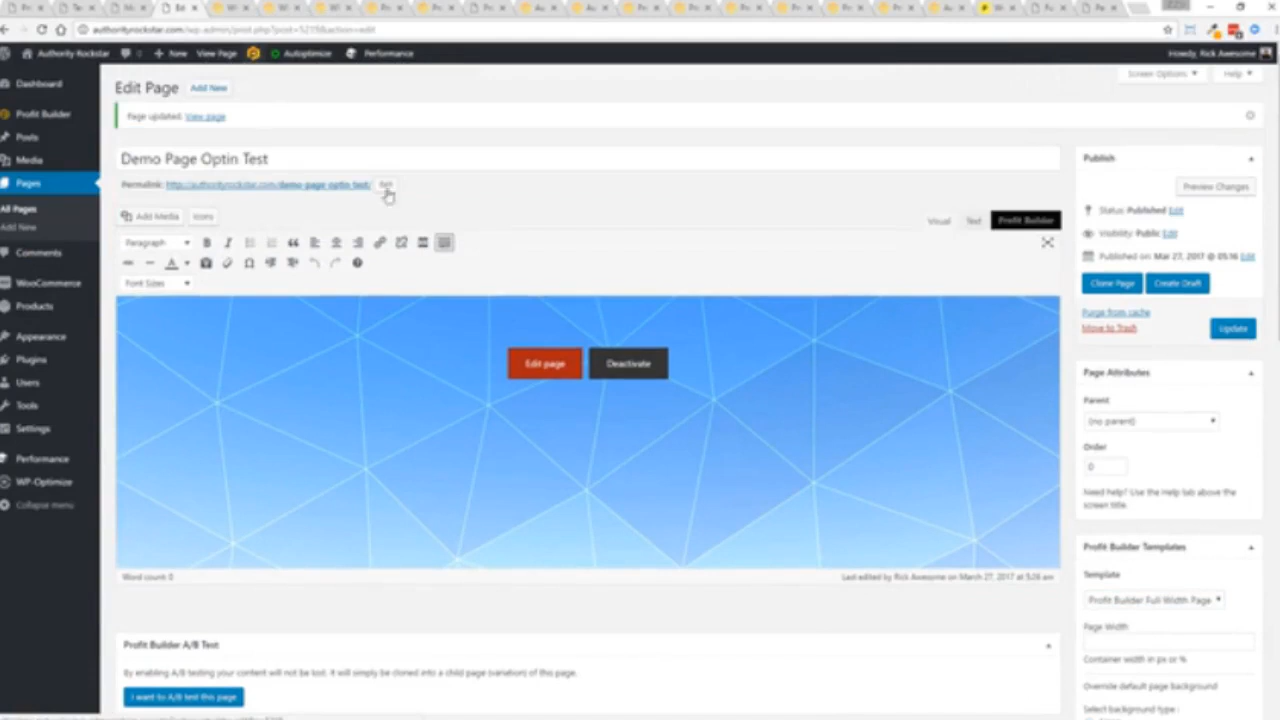 authorityrockstar.com/wp-admin/post.php?post=5215&action=edit
Authority Rockstar
New
View Page
Autoptimize
Performance
Howdy, Rick Awesome
Dashboard
Profit Builder
Posts
Media
Pages
All Pages
Add New
Comments
WooCommerce
Products
Appearance
Plugins
Users
Tools
Settings
Performance
WP-Optimize
Collapse menu
Edit Page
Add New
Screen Options
Help
Page updated. View page
Demo Page Optin Test
Permalink: http://authorityrockstar.com/demo-page-optin-test/
Edit
Add Media
Icons
Visual
Text
Profit Builder
Paragraph
Font Sizes
Edit page
Deactivate
Word count: 0
Last edited by Rick Awesome on March 27, 2017 at 5:26 am
Profit Builder A/B Test
By enabling A/B testing your content will not be lost. It will simply be cloned into a child page (variation) of this page.
I want to A/B test this page
Publish
Preview Changes
Status: Published Edit
Visibility: Public Edit
Published on: Mar 27, 2017 @ 05:16 Edit
Clone Page
Create Draft
Purge from cache
Move to Trash
Update
Page Attributes
Parent
(no parent)
Order
0
Need help? Use the Help tab above the
screen title.
Profit Builder Templates
Template
Profit Builder Full Width Page
Page Width
Container width in px or %
Override default page background
Select background type :